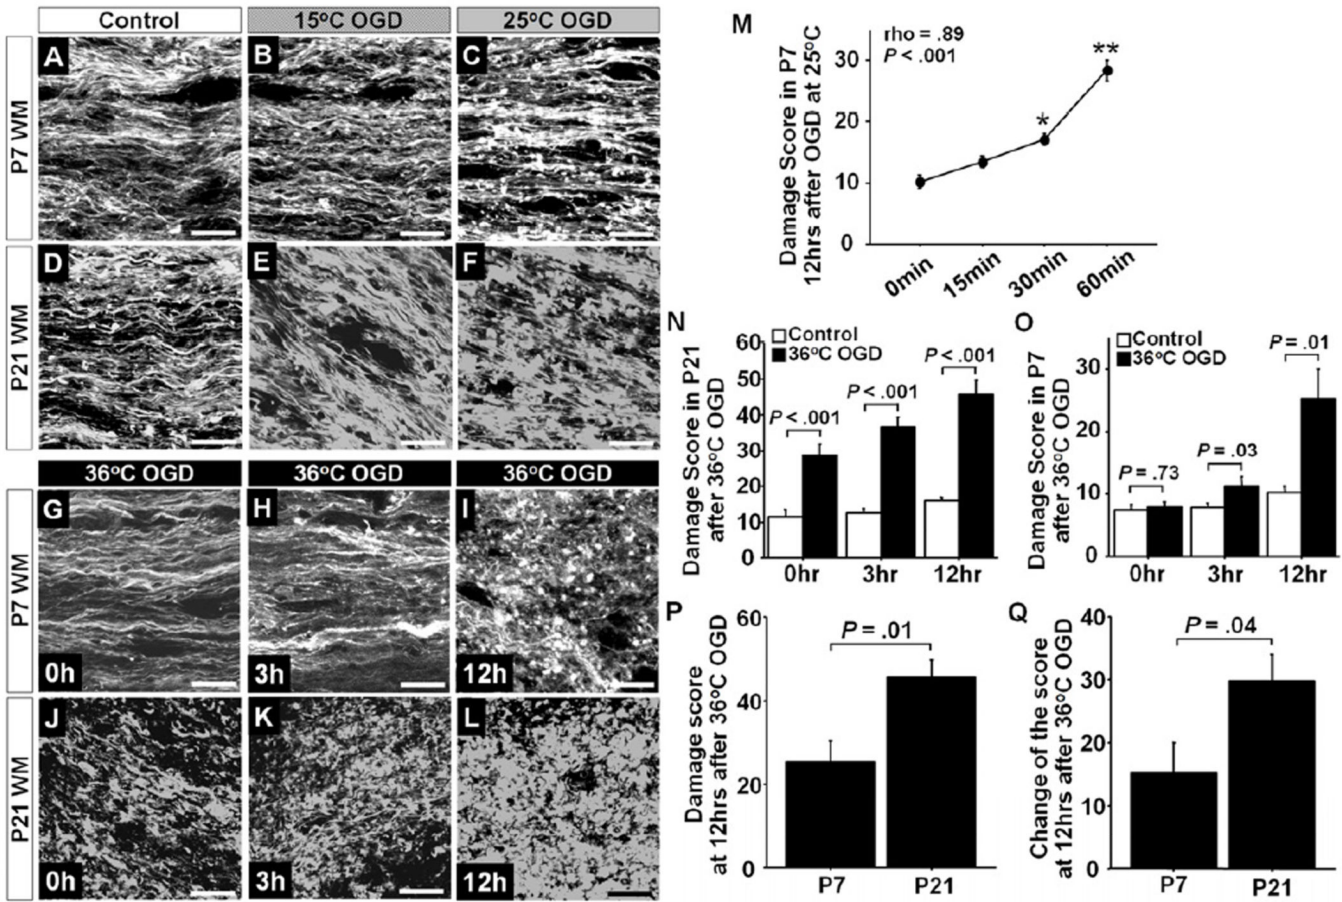 Control
15°C OGD
25°C OGD
P7 WM
A
B
C
P21 WM
D
E
F
36°C OGD
36°C OGD
36°C OGD
P7 WM
G
H
I
0h
3h
12h
P21 WM
J
K
L
0h
3h
12h
M
Damage Score in P7
12hrs after OGD at 25°C
rho = .89
P < .001
30
20
10
0
*
**
0min
15min
30min
60min
N
Damage Score in P21
after 36°C OGD
Control
36°C OGD
60
50
40
30
20
10
0
P < .001
P < .001
P < .001
0hr
3hr
12hr
O
Damage Score in P7
after 36°C OGD
Control
36°C OGD
30
20
10
0
P = .73
P = .03
P = .01
0hr
3hr
12hr
P
Damage score
at 12hrs after 36°C OGD
60
40
20
0
P = .01
P7
P21
Q
Change of the score
at 12hrs after 36°C OGD
40
30
20
10
0
P = .04
P7
P21